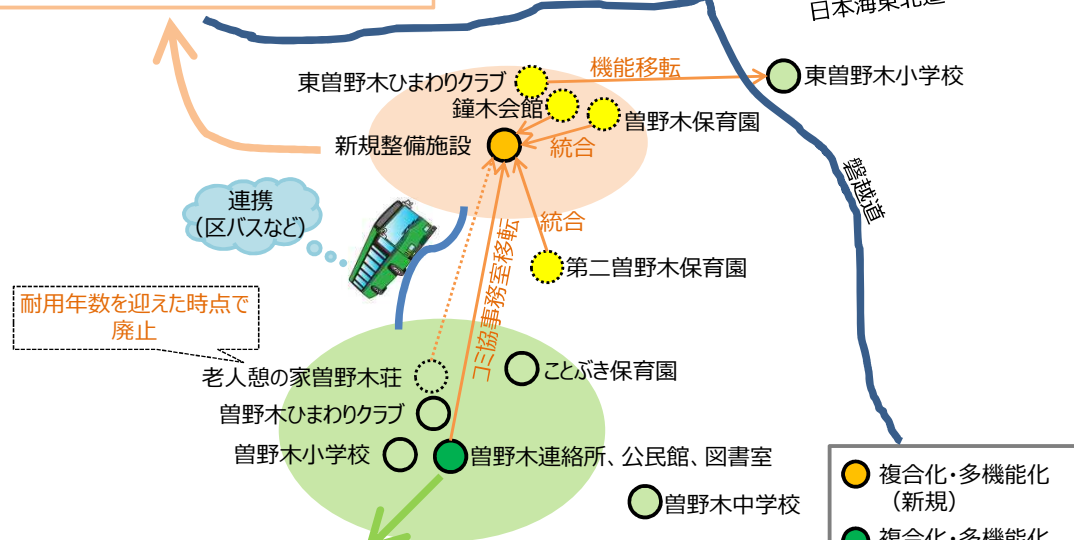 日本海東北道
東曽野木ひまわりクラブ
機能移転
東曽野木小学校
鐘木会館
曽野木保育園
新規整備施設
統合
磐越道
連携
(区バスなど)
統合
コミ協事務室移転
第二曽野木保育園
耐用年数を迎えた時点で
廃止
老人憩の家曽野木荘
ことぶき保育園
曽野木ひまわりクラブ
曽野木小学校
曽野木連絡所、公民館、図書室
曽野木中学校
複合化・多機能化
（新規）
複合化・多機能化